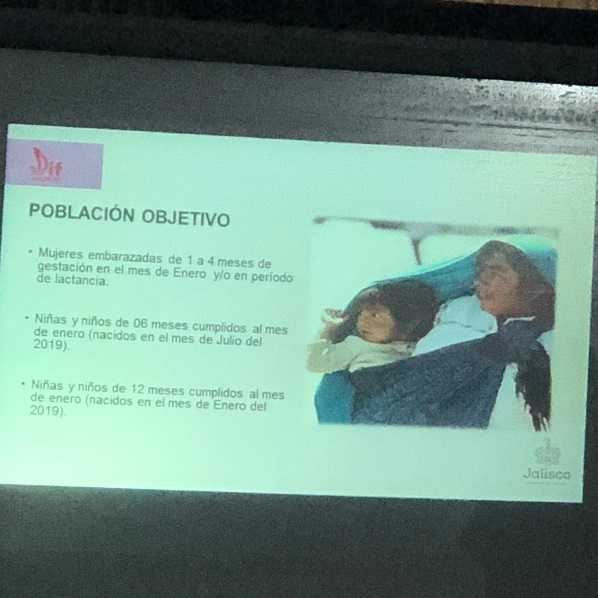 Dif
POBLACIÓN OBJETIVO
• Mujeres embarazadas de 1 a 4 meses de
gestación en el mes de Enero y/o en período
de lactancia.
• Niñas y niños de 06 meses cumplidos al mes
de enero (nacidos en el mes de Julio del
2019).
• Niñas y niños de 12 meses cumplidos al mes
de enero (nacidos en el mes de Enero del
2019).
Jalisco